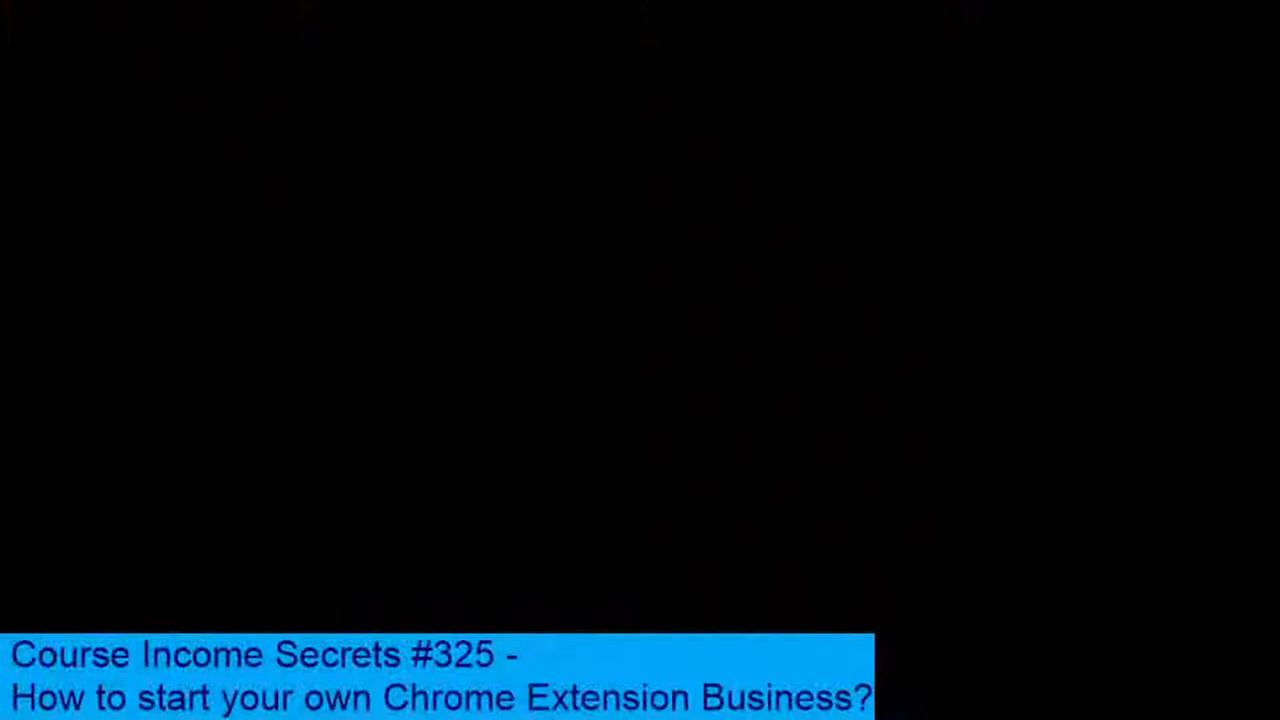 Course Income Secrets #325 -
How to start your own Chrome Extension Business?